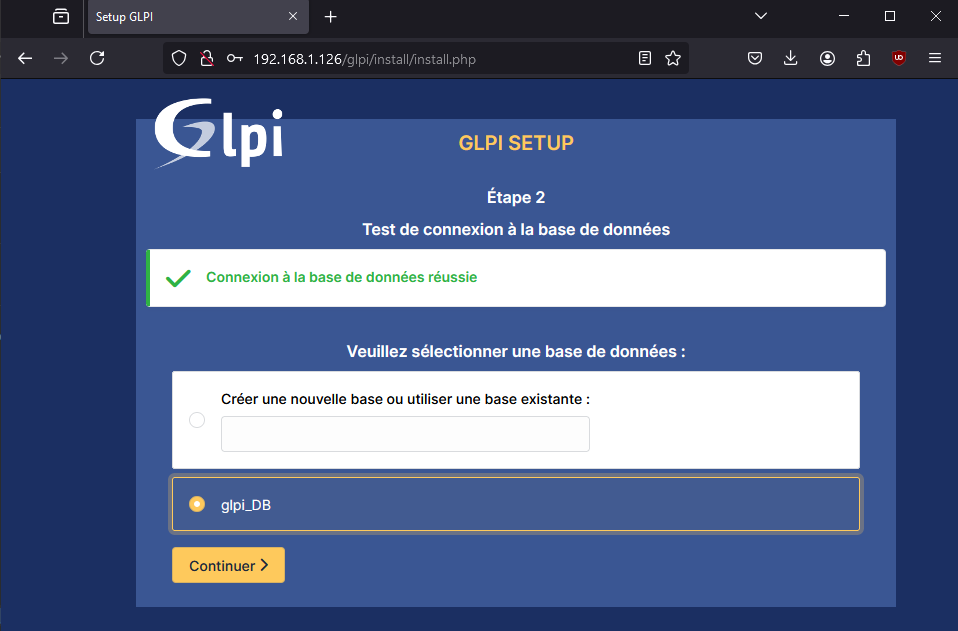 Setup GLPI
192.168.1.126/glpi/install/install.php
UD
Glpi
GLPI SETUP
Étape 2
Test de connexion à la base de données
Connexion à la base de données réussie
Veuillez sélectionner une base de données :
Créer une nouvelle base ou utiliser une base existante :
glpi_DB
Continuer